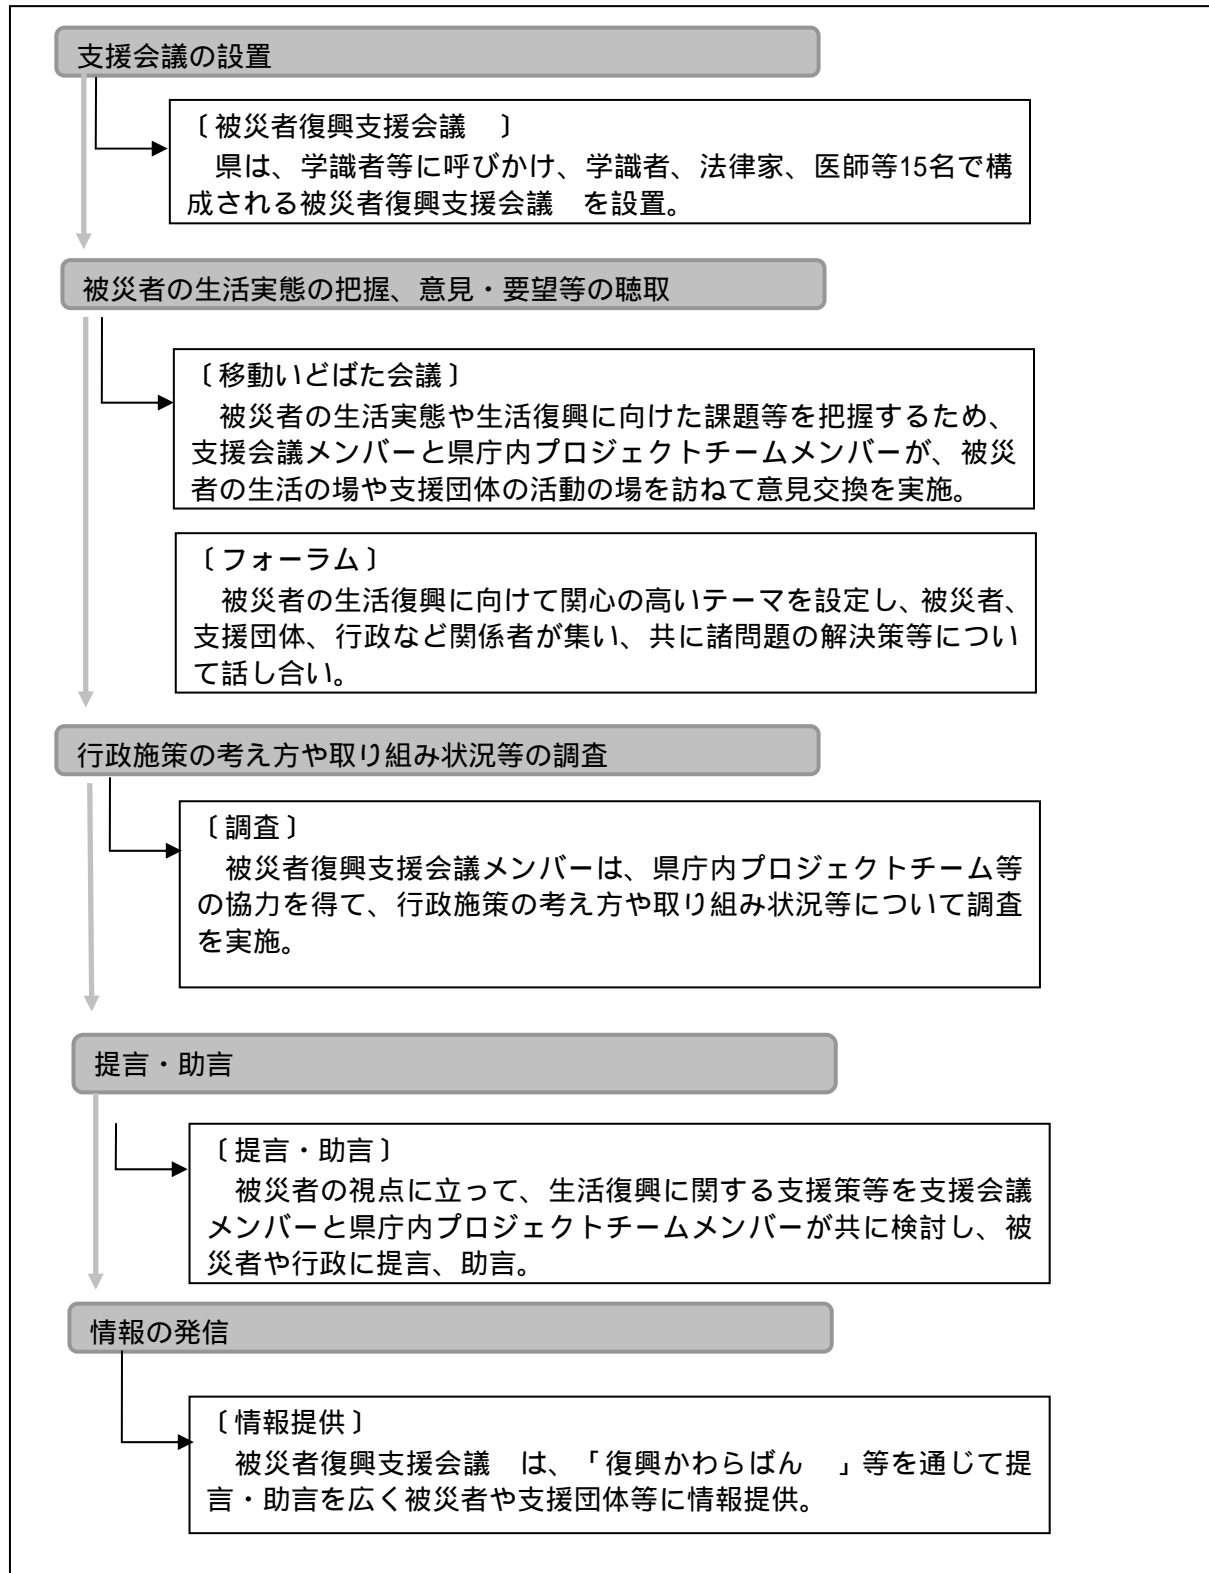 支援会議の設置
〔被災者復興支援会議　〕
　県は、学識者等に呼びかけ、学識者、法律家、医師等15名で構
成される被災者復興支援会議　を設置。
被災者の生活実態の把握、意見・要望等の聴取
〔移動いどばた会議〕
　被災者の生活実態や生活復興に向けた課題等を把握するため、
支援会議メンバーと県庁内プロジェクトチームメンバーが、被災
者の生活の場や支援団体の活動の場を訪ねて意見交換を実施。
〔フォーラム〕
　被災者の生活復興に向けて関心の高いテーマを設定し、被災者、
支援団体、行政など関係者が集い、共に諸問題の解決策等につい
て話し合い。
行政施策の考え方や取り組み状況等の調査
〔調査〕
　被災者復興支援会議メンバーは、県庁内プロジェクトチーム等
の協力を得て、行政施策の考え方や取り組み状況等について調査
を実施。
提言・助言
〔提言・助言〕
　被災者の視点に立って、生活復興に関する支援策等を支援会議
メンバーと県庁内プロジェクトチームメンバーが共に検討し、被
災者や行政に提言、助言。
情報の発信
〔情報提供〕
　被災者復興支援会議　は、「復興かわらばん　」等を通じて提
言・助言を広く被災者や支援団体等に情報提供。